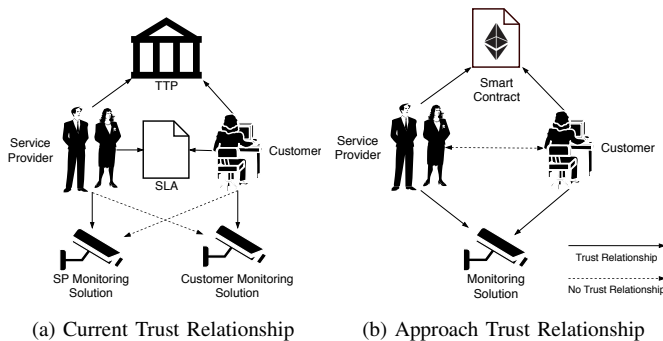 TTP
Service
Provider
SLA
Customer
SP Monitoring
Solution
Customer Monitoring
Solution
(a) Current Trust Relationship
Smart
Contract
Service
Provider
Customer
Monitoring
Solution
Trust Relationship
No Trust Relationship
(b) Approach Trust Relationship